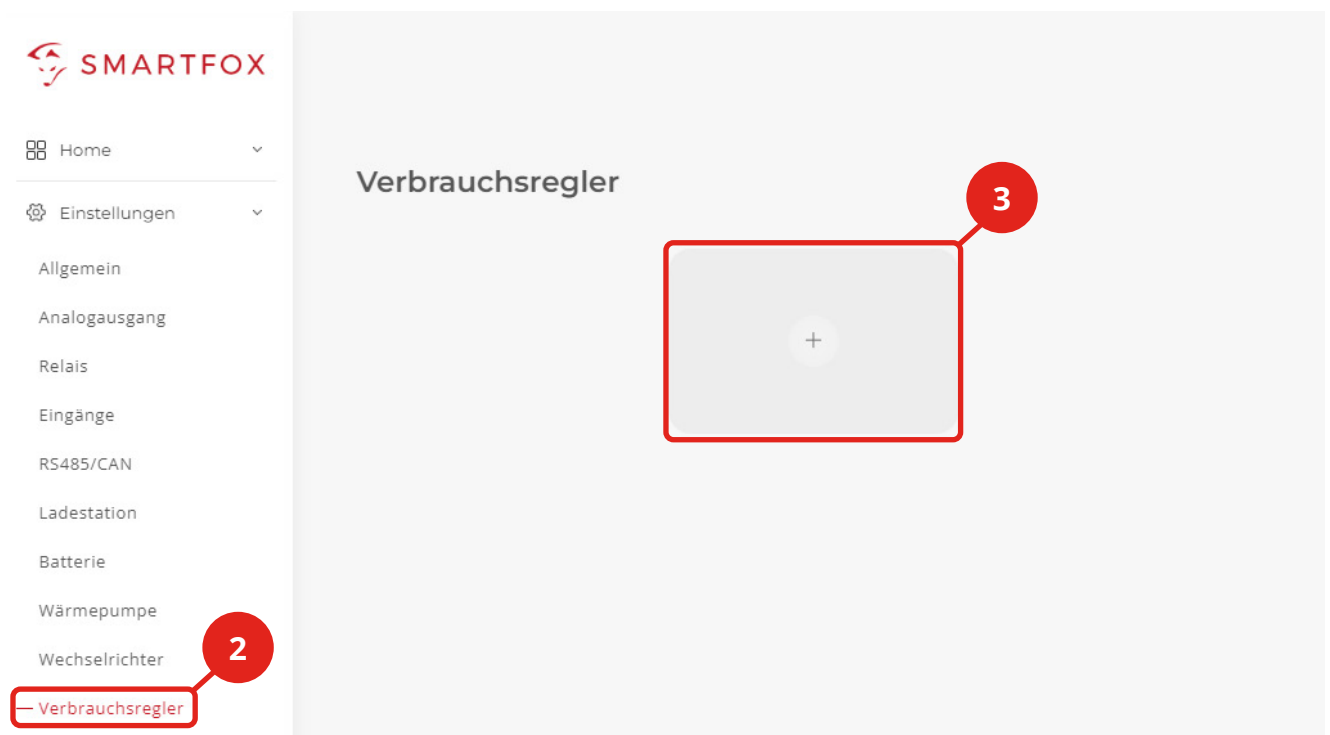 SMARTFOX
Home
Einstellungen
Allgemein
Analogausgang
Relais
Eingänge
RS485/CAN
Ladestation
Batterie
Wärmepumpe
Wechselrichter
2
Verbrauchsregler
Verbrauchsregler
3
+